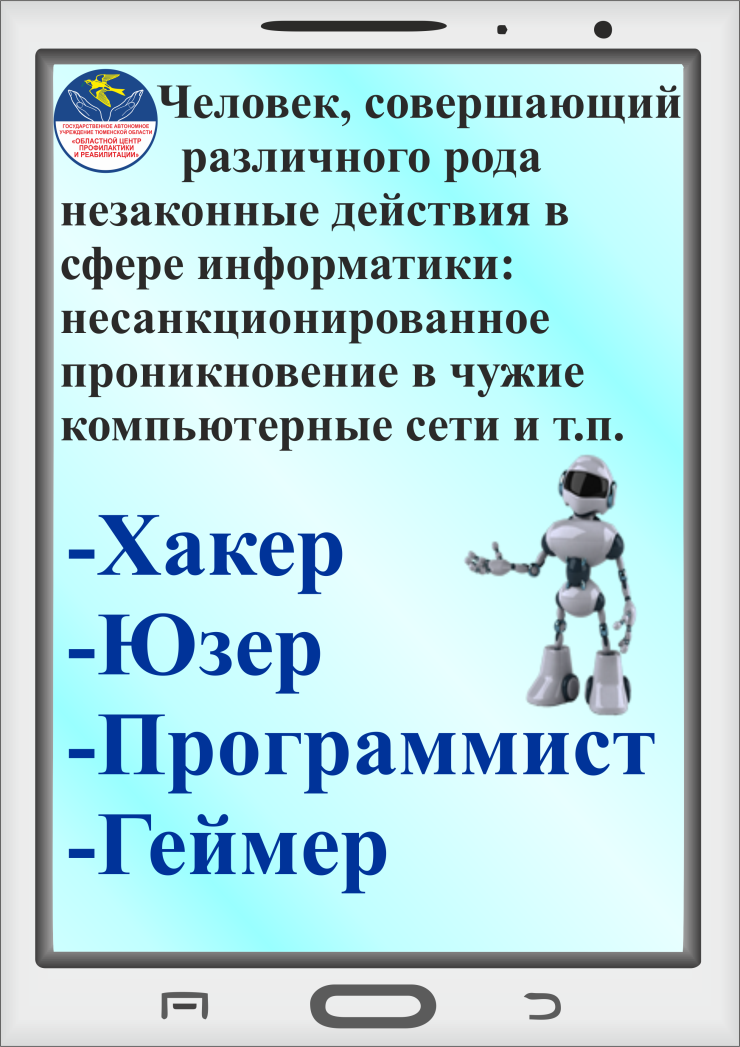 ГОСУДАРСТВЕННОЕ АВТОНОМНОЕ
УЧРЕЖДЕНИЕ ТЮМЕНСКОЙ ОБЛАСТИ
«ОБЛАСТНОЙ ЦЕНТР
ПРОФИЛАКТИКИ
И РЕАБИЛИТАЦИИ»
Человек, совершающий
различного рода
незаконные действия в
сфере информатики:
несанкционированное
проникновение в чужие
компьютерные сети и т.п.
-Хакер
-Юзер
-Программист
-Геймер